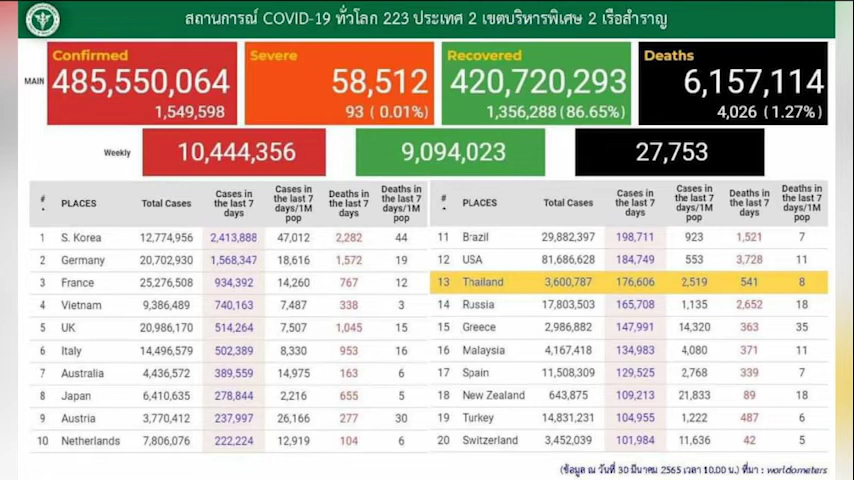 สถานการณ์ COVID-19 ทั่วโลก 223 ประเทศ 2 เขตบริหารพิเศษ 2 เรือสำราญ
MAIN
Confirmed
485,550,064
1,549,598
Severe
58,512
93 ( 0.01%)
Recovered
420,720,293
1,356,288 (86.65%)
Deaths
6,157,114
4,026 (1.27%)
Weekly 10,444,356 9,094,023 27,753
# PLACES Total Cases Cases in the last 7 days Cases in the last 7 days/1M pop Deaths in the last 7 days Deaths in the last 7 days/1M pop
1 S. Korea 12,774,956 2,413,888 47,012 2,282 44
2 Germany 20,702,930 1,568,347 18,616 1,572 19
3 France 25,276,508 934,392 14,260 767 12
4 Vietnam 9,386,489 740,163 7,487 338 3
5 UK 20,986,170 514,264 7,507 1,045 15
6 Italy 14,496,579 502,389 8,330 953 16
7 Australia 4,436,572 389,559 14,975 163 6
8 Japan 6,410,635 278,844 2,216 655 5
9 Austria 3,770,412 237,997 26,166 277 30
10 Netherlands 7,806,076 222,224 12,919 104 6
# PLACES Total Cases Cases in the last 7 days Cases in the last 7 days/1M pop Deaths in the last 7 days Deaths in the last 7 days/1M pop
11 Brazil 29,882,397 198,711 923 1,521 7
12 USA 81,686,628 184,749 553 3,728 11
13 Thailand 3,600,787 176,606 2,519 541 8
14 Russia 17,803,503 165,708 1,135 2,652 18
15 Greece 2,986,882 147,991 14,320 363 35
16 Malaysia 4,167,418 134,983 4,080 371 11
17 Spain 11,508,309 129,525 2,768 339 7
18 New Zealand 643,875 109,213 21,833 89 18
19 Turkey 14,831,231 104,955 1,222 487 6
20 Switzerland 3,452,039 101,984 11,636 42 5
(ข้อมูล ณ วันที่ 30 มีนาคม 2565 เวลา 10.00 น.) ที่มา : worldometers